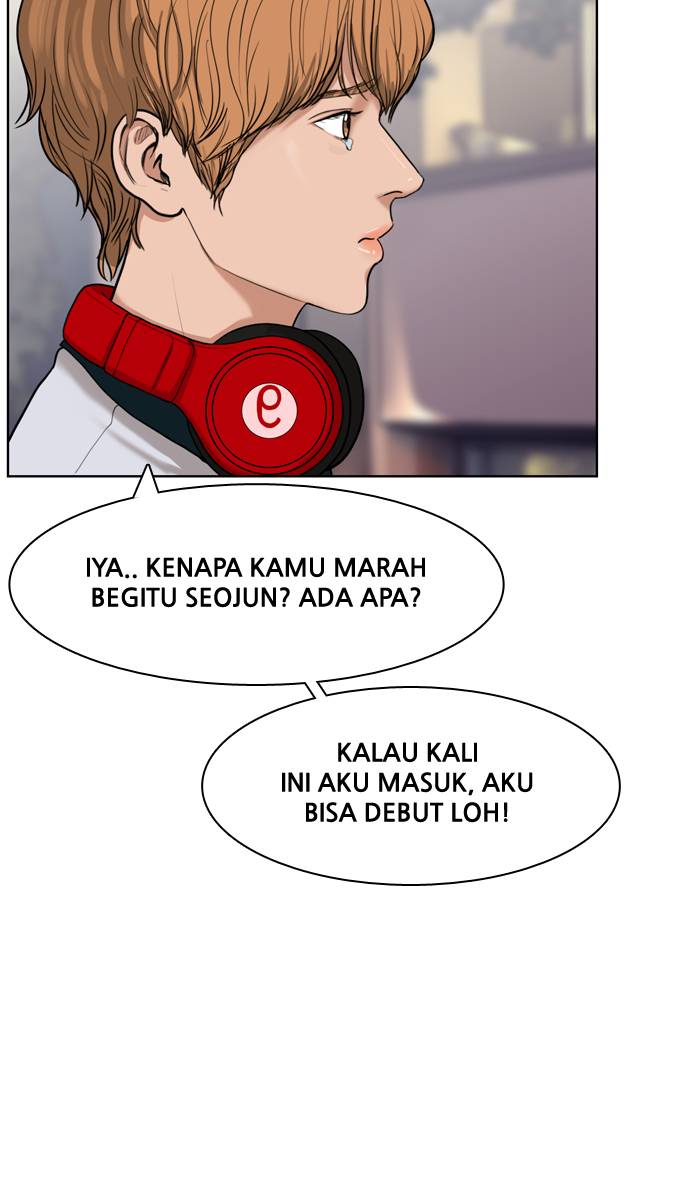 IYA.. KENAPA KAMU MARAH
BEGITU SEOJUN? ADA APA?
KALAU KALI
INI AKU MASUK, AKU
BISA DEBUT LOH!